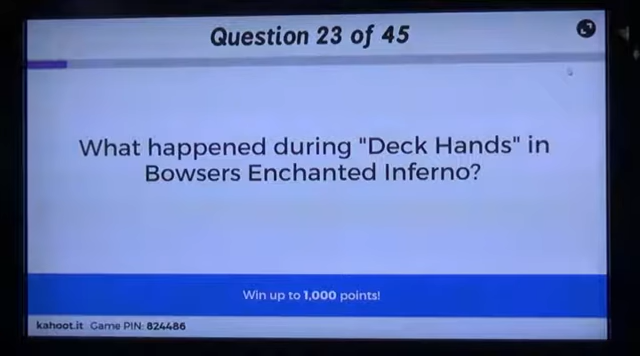 Question 23 of 45
What happened during "Deck Hands" in
Bowsers Enchanted Inferno?
Win up to 1,000 points!
kahoot.it Game PIN: 824486